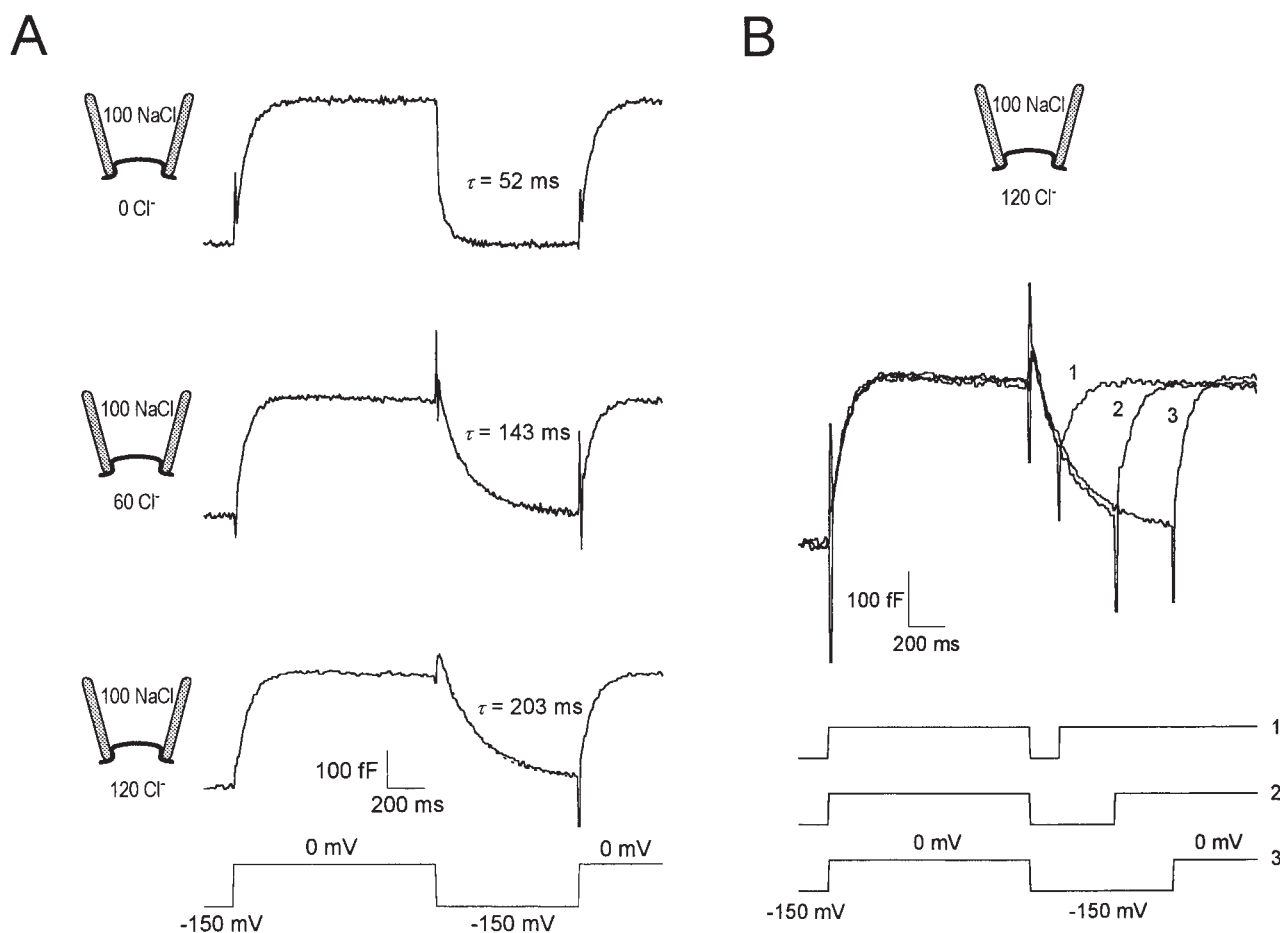 A
100 NaCl
0 Cl⁻
τ = 52 ms
100 NaCl
60 Cl⁻
τ = 143 ms
100 NaCl
120 Cl⁻
τ = 203 ms
100 fF
200 ms
0 mV
0 mV
-150 mV
-150 mV
B
100 NaCl
120 Cl⁻
1
2
3
100 fF
200 ms
1
2
0 mV
0 mV
3
-150 mV
-150 mV